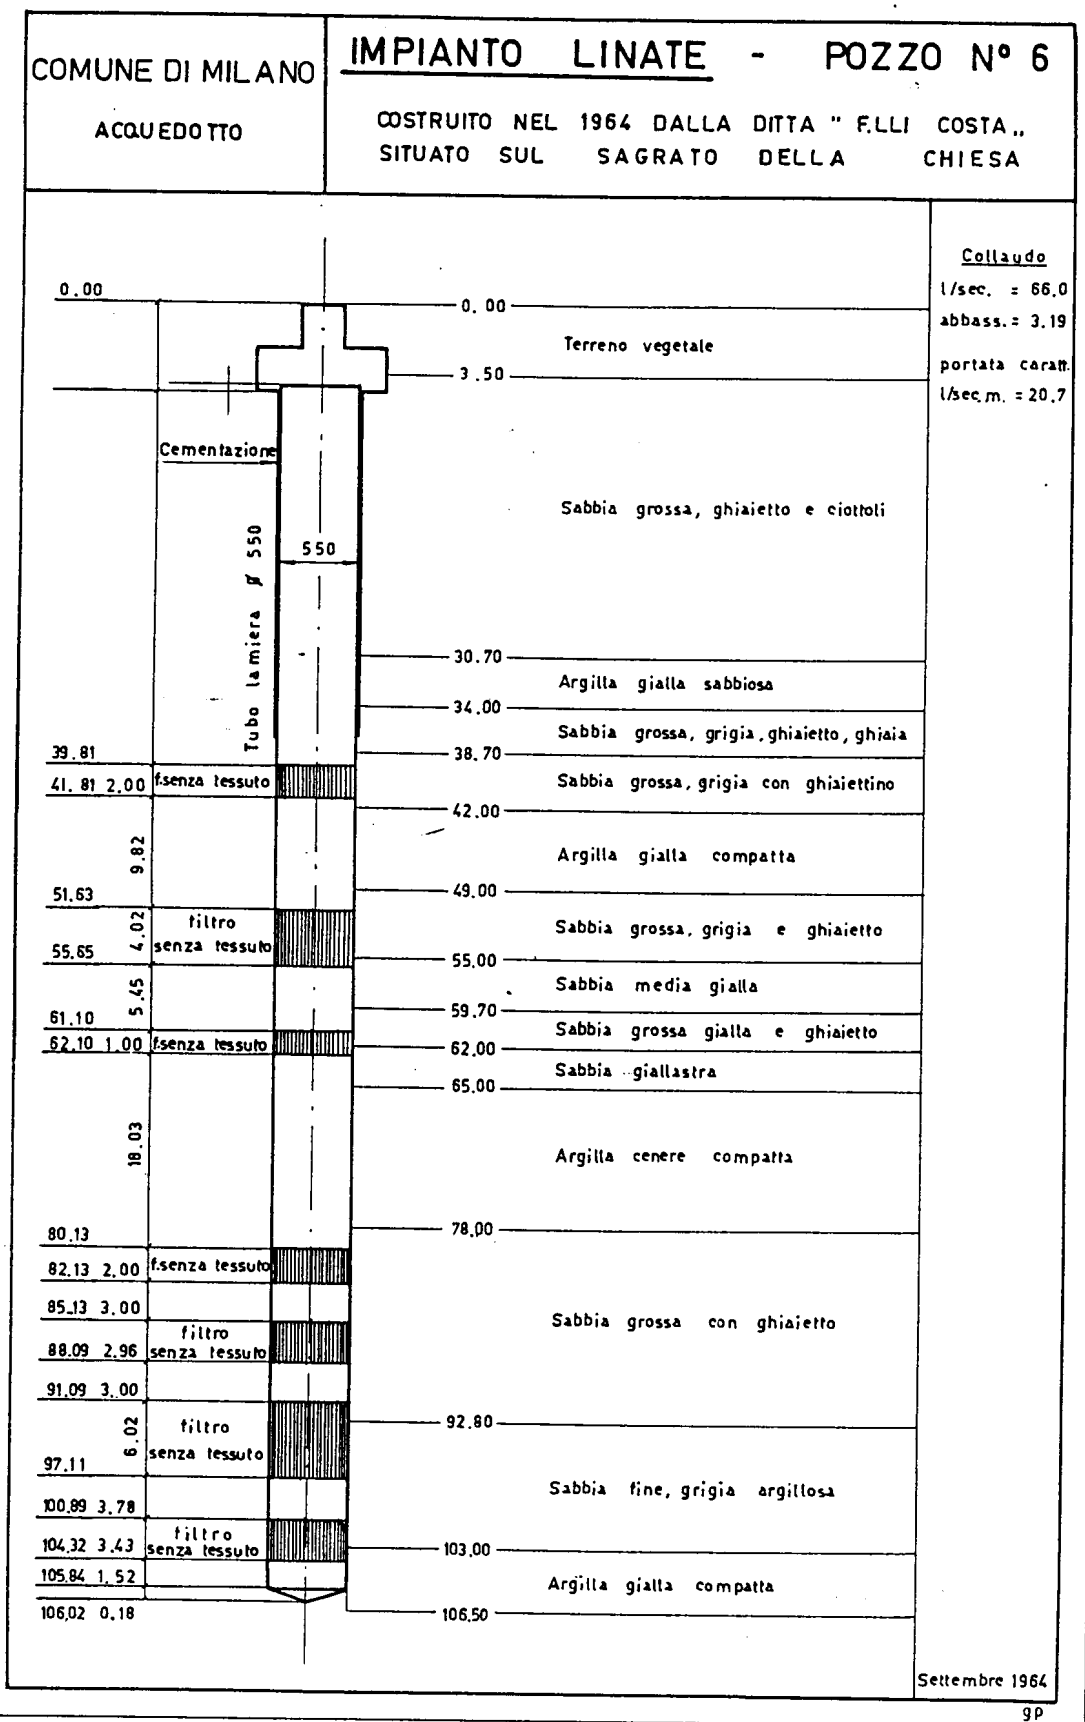 COMUNE DI MILANO
ACQUEDOTTO
IMPIANTO LINATE - POZZO N° 6
COSTRUITO NEL 1964 DALLA DITTA " F.LLI COSTA „
SITUATO SUL SAGRATO DELLA CHIESA
Collaudo
l/sec. = 66,0
abbass. = 3.19
portata caratt.
l/sec.m. = 20,7
0.00
0.00
Terreno vegetale
3.50
Cementazione
Sabbia grossa, ghiaietto e ciottoli
Tubo lamiera Ø 550
550
30.70
Argilla gialla sabbiosa
34.00
Sabbia grossa, grigia, ghiaietto, ghiaia
39.81
38.70
41.81 2.00 f.senza tessuto
Sabbia grossa, grigia con ghiaiettino
42.00
9.82
Argilla gialla compatta
51.63
49.00
4.02
filtro
senza tessuto
Sabbia grossa, grigia e ghiaietto
55.65
55.00
5.45
Sabbia media gialla
59.70
61.10
Sabbia grossa gialla e ghiaietto
62.10 1.00 f.senza tessuto
62.00
Sabbia giallastra
65.00
18.03
Argilla cenere compatta
80.13
78.00
82.13 2.00 f.senza tessuto
85.13 3.00
Sabbia grossa con ghiaietto
filtro
88.09 2.96 senza tessuto
91.09 3.00
92.80
6.02
filtro
senza tessuto
97.11
Sabbia fine, grigia argillosa
100.89 3.78
filtro
104.32 3.43 senza tessuto
103.00
105.84 1.52
Argilla gialla compatta
106.02 0.18
106.50
Settembre 1964
gp